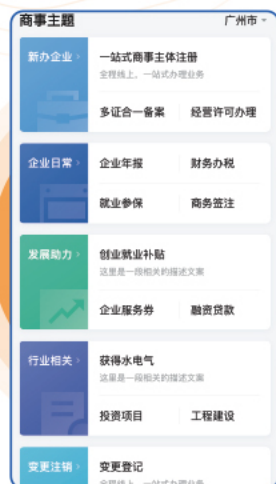 商事主题 广州市
新办企业 一站式商事主体注册
全程线上，一站式办理业务
多证合一备案 经营许可办理
企业日常 企业年报 财务办税
就业参保 商务签注
发展助力 创业就业补贴
这里是一段相关的描述文案
企业服务券 融资贷款
行业相关 获得水电气
这里是一段相关的描述文案
投资项目 工程建设
变更注销 变更登记